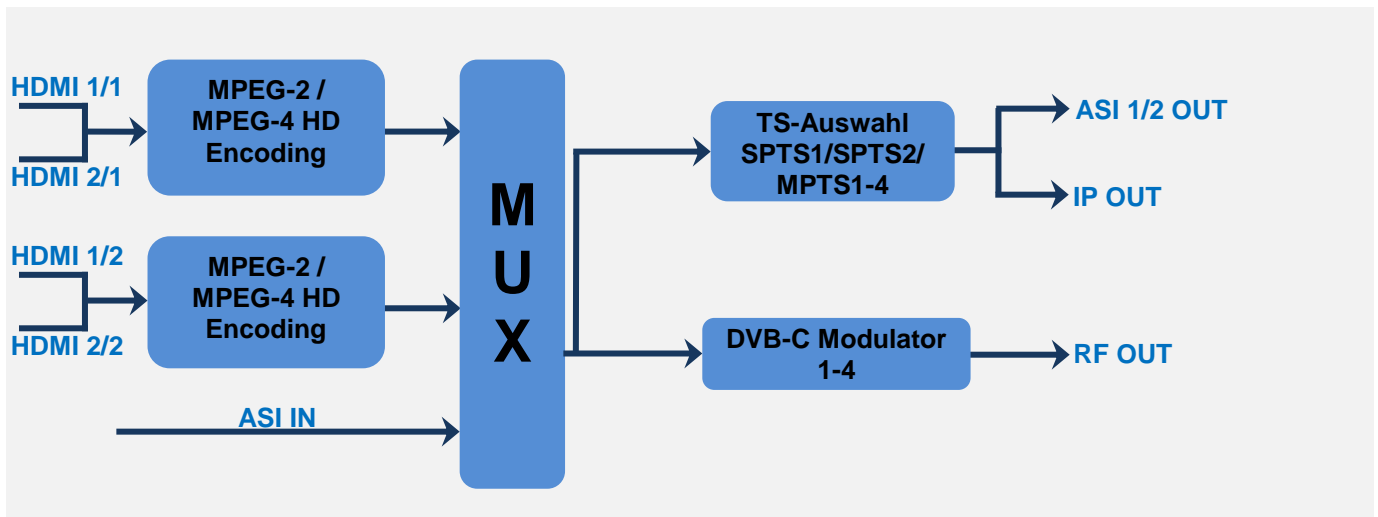 HDMI 1/1
HDMI 2/1
MPEG-2 /
MPEG-4 HD
Encoding
HDMI 1/2
HDMI 2/2
MPEG-2 /
MPEG-4 HD
Encoding
ASI IN
M
U
X
TS-Auswahl
SPTS1/SPTS2/
MPTS1-4
ASI 1/2 OUT
IP OUT
DVB-C Modulator
1-4
RF OUT